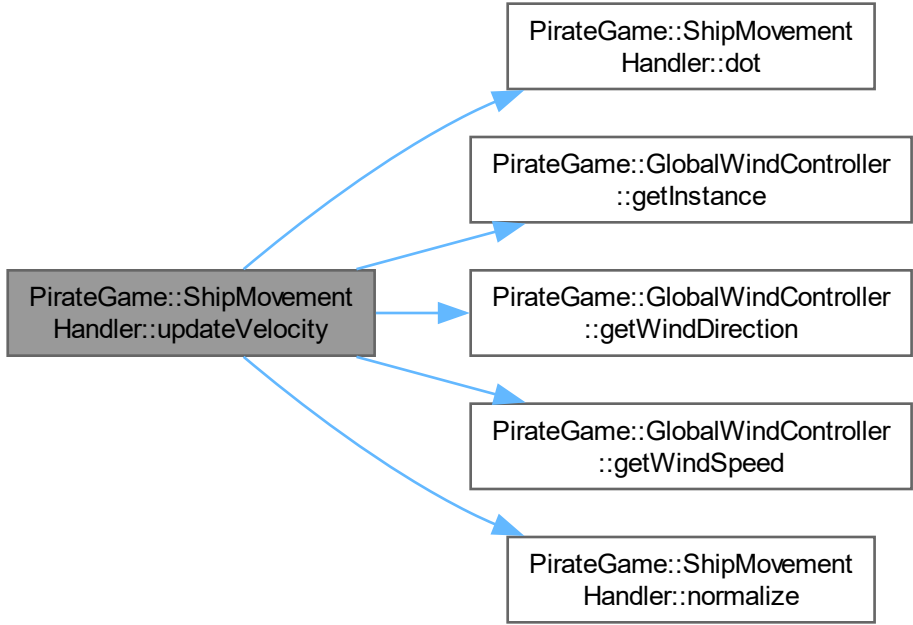 PirateGame::ShipMovement
Handler::dot
PirateGame::GlobalWindController
::getInstance
PirateGame::ShipMovement
Handler::updateVelocity
PirateGame::GlobalWindController
::getWindDirection
PirateGame::GlobalWindController
::getWindSpeed
PirateGame::ShipMovement
Handler::normalize